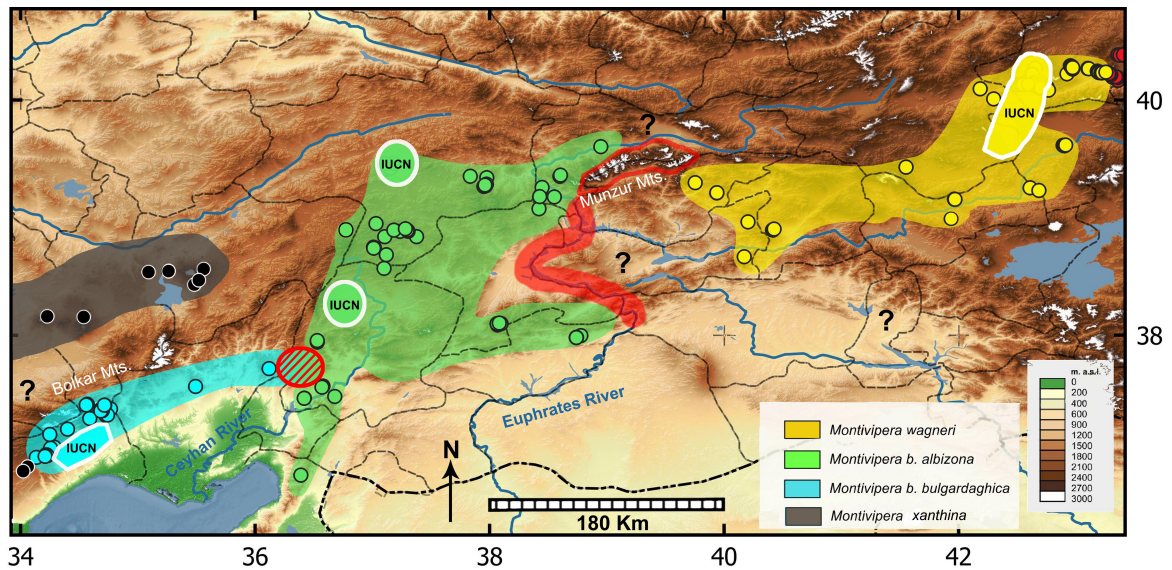 34
36
38
40
42
40
38
IUCN
IUCN
IUCN
IUCN
?
?
?
?
Munzur Mts.
Bolkar Mts.
Ceyhan River
Euphrates River
N
180 Km
Montivipera wagneri
Montivipera b. albizona
Montivipera b. bulgardaghica
Montivipera xanthina
m. a.s.l.
0
200
400
600
900
1200
1500
1800
2100
2400
2700
3000